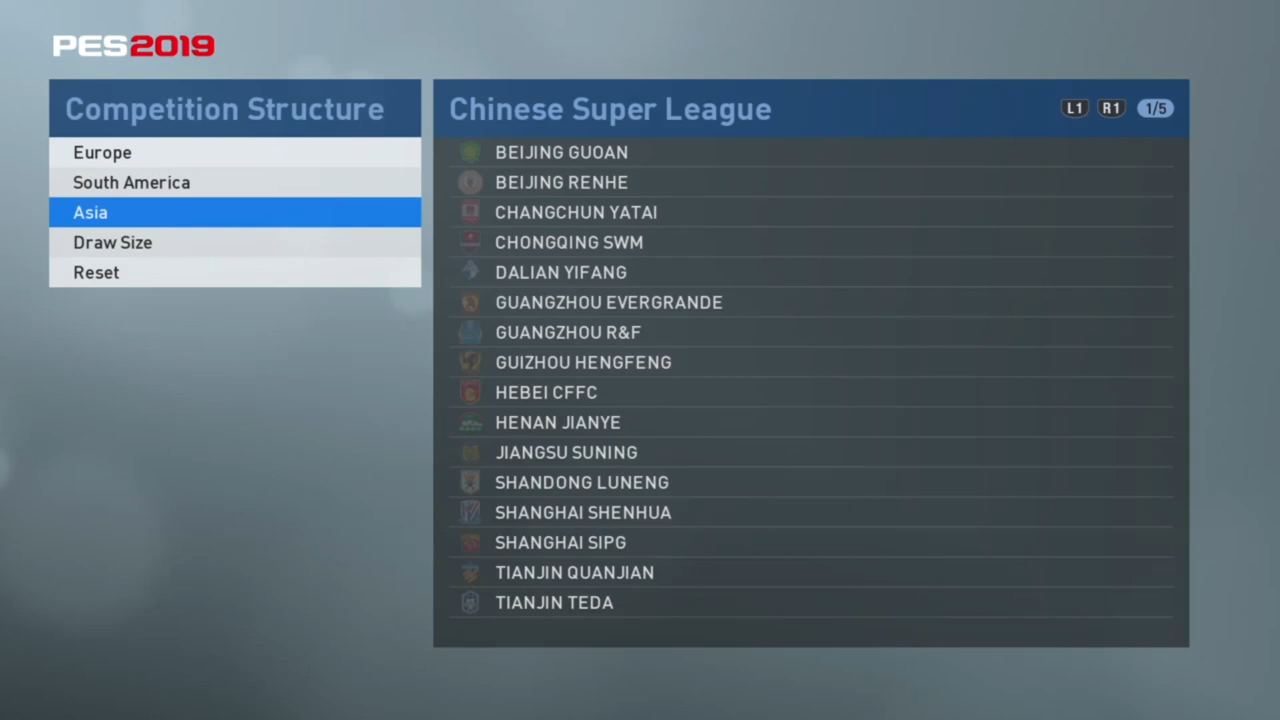 PES2019
Competition Structure
Europe
South America
Asia
Draw Size
Reset
Chinese Super League
L1 R1 1/5
BEIJING GUOAN
BEIJING RENHE
CHANGCHUN YATAI
CHONGQING SWM
DALIAN YIFANG
GUANGZHOU EVERGRANDE
GUANGZHOU R&F
GUIZHOU HENGFENG
HEBEI CFFC
HENAN JIANYE
JIANGSU SUNING
SHANDONG LUNENG
SHANGHAI SHENHUA
SHANGHAI SIPG
TIANJIN QUANJIAN
TIANJIN TEDA